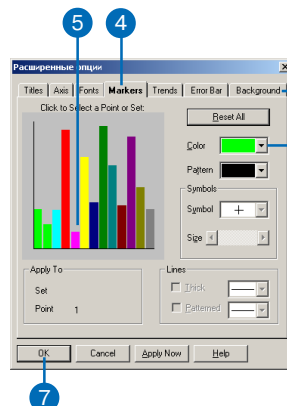 5 4
Расширенные опции
Titles Axis Fonts Markers Trends Error Bar Background
Click to Select a Point or Set:
Reset All
Color
Pattern
Symbols
Symbol
Size
Apply To
Set
Point 1
Lines
Thick
Patterned
OK Cancel Apply Now Help
7